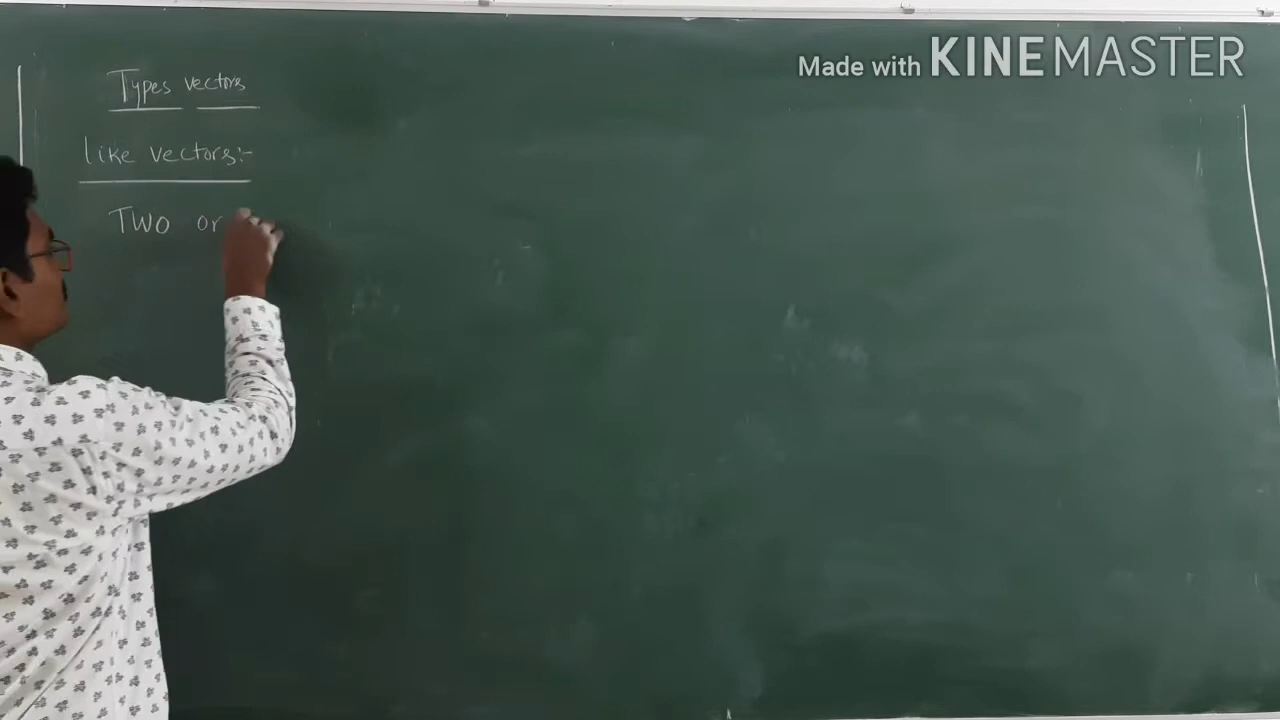 Made with KINEMASTER
Types vectors
like vectors:-
Two or